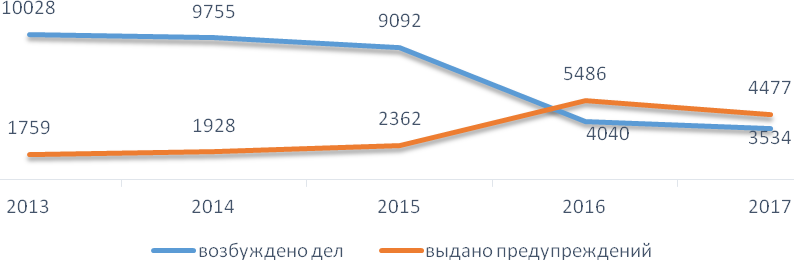 10028 9755 9092 5486 4477
1759 1928 2362 4040 3534
2013 2014 2015 2016 2017
возбуждено дел выдано предупреждений